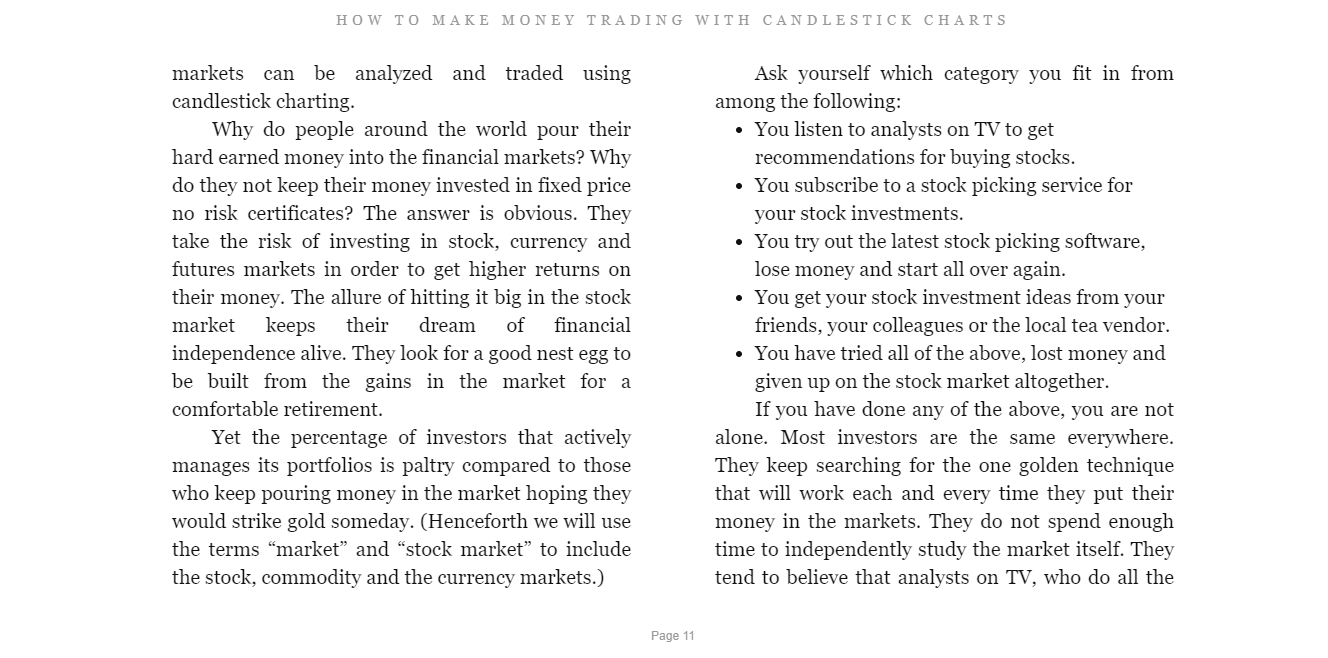 HOW TO MAKE MONEY TRADING WITH CANDLESTICK CHARTS
markets can be analyzed and traded using
candlestick charting.
Why do people around the world pour their
hard earned money into the financial markets? Why
do they not keep their money invested in fixed price
no risk certificates? The answer is obvious. They
take the risk of investing in stock, currency and
futures markets in order to get higher returns on
their money. The allure of hitting it big in the stock
market keeps their dream of financial
independence alive. They look for a good nest egg to
be built from the gains in the market for a
comfortable retirement.
Yet the percentage of investors that actively
manages its portfolios is paltry compared to those
who keep pouring money in the market hoping they
would strike gold someday. (Henceforth we will use
the terms “market” and “stock market” to include
the stock, commodity and the currency markets.)
Ask yourself which category you fit in from
among the following:
• You listen to analysts on TV to get
recommendations for buying stocks.
• You subscribe to a stock picking service for
your stock investments.
• You try out the latest stock picking software,
lose money and start all over again.
• You get your stock investment ideas from your
friends, your colleagues or the local tea vendor.
• You have tried all of the above, lost money and
given up on the stock market altogether.
If you have done any of the above, you are not
alone. Most investors are the same everywhere.
They keep searching for the one golden technique
that will work each and every time they put their
money in the markets. They do not spend enough
time to independently study the market itself. They
tend to believe that analysts on TV, who do all the
Page 11